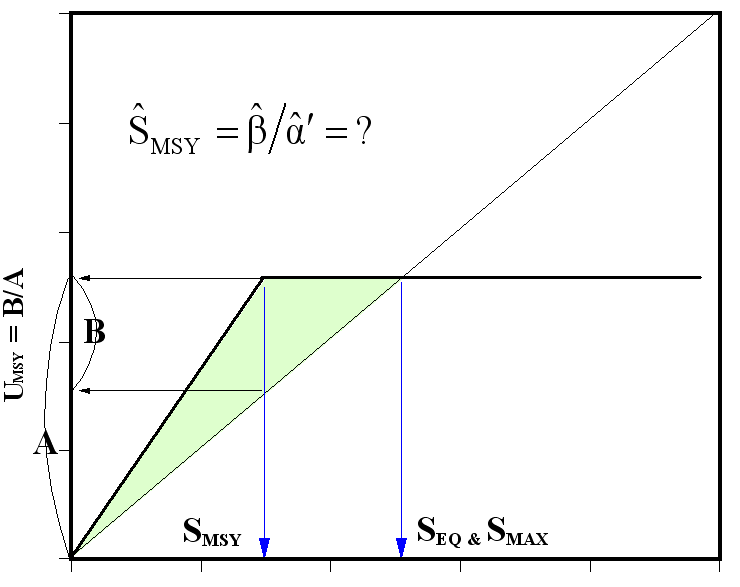 Ŝ_MSY = β̂/α̂′ = ?
U_MSY = B/A
B
A
S_MSY
S_EQ & S_MAX